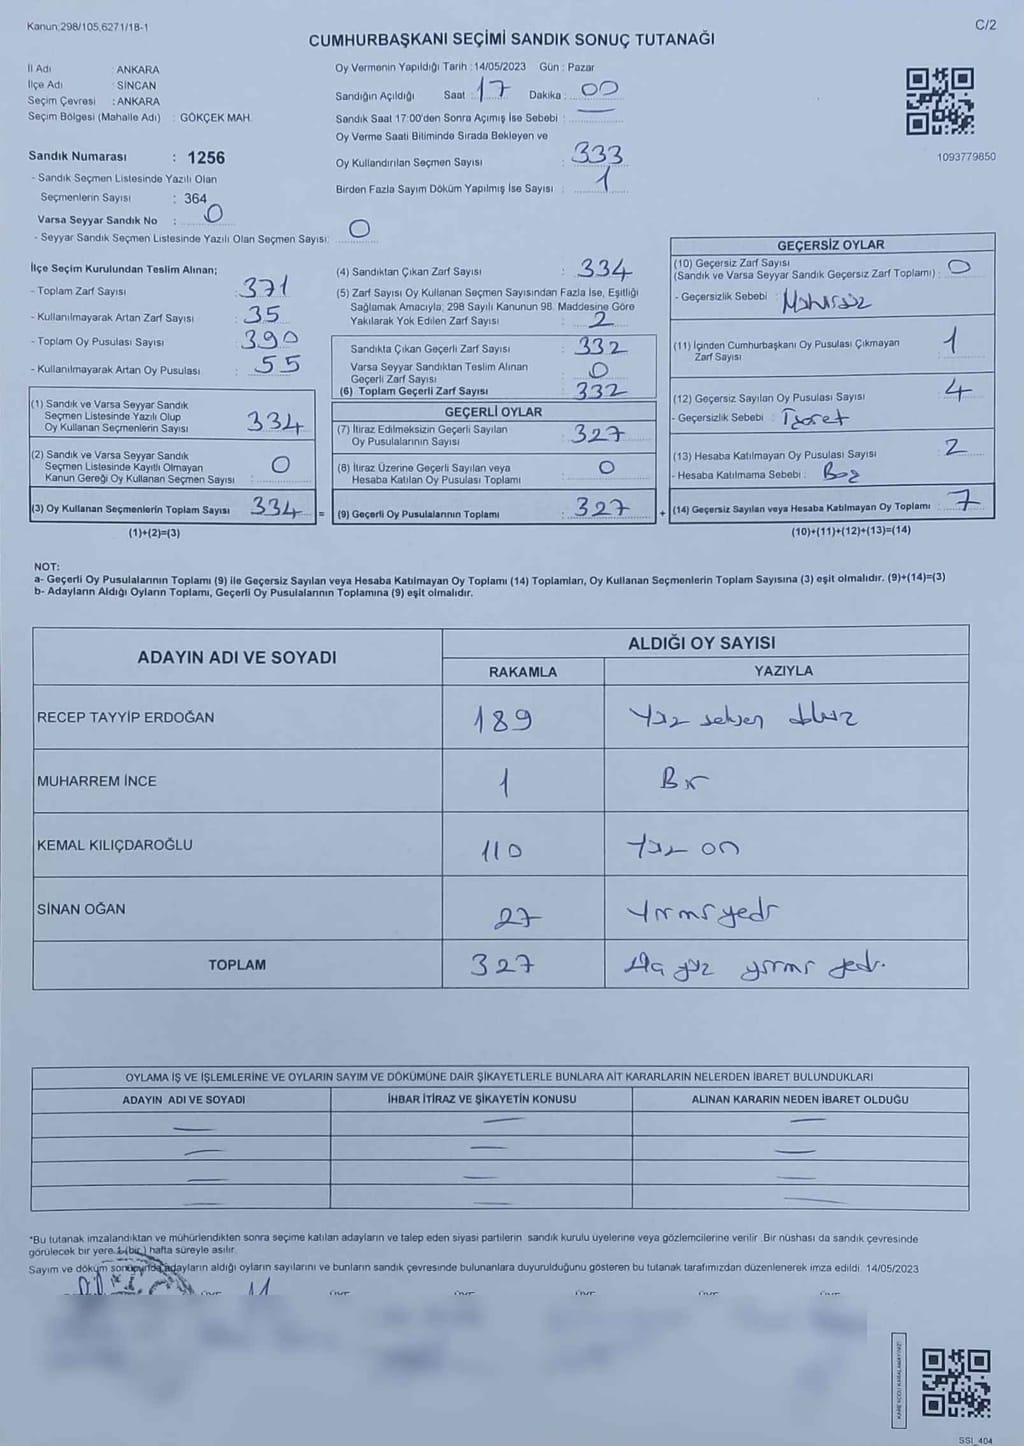 Kanun:298/105,6271/18-1
C/2
CUMHURBAŞKANI SEÇİMİ SANDIK SONUÇ TUTANAĞI
İl Adı : ANKARA
İlçe Adı : SİNCAN
Seçim Çevresi : ANKARA
Seçim Bölgesi (Mahalle Adı) : GÖKÇEK MAH.
Oy Vermenin Yapıldığı Tarih : 14/05/2023 Gün : Pazar
Sandığın Açıldığı Saat : 17 Dakika : 00
Sandık Saat 17:00'den Sonra Açımış İse Sebebi : —
Oy Verme Saati Bitiminde Sırada Bekleyen ve
Oy Kullandırılan Seçmen Sayısı : 333
Birden Fazla Sayım Döküm Yapılmış İse Sayısı : 1
1093779850
Sandık Numarası : 1256
- Sandık Seçmen Listesinde Yazılı Olan
Seçmenlerin Sayısı : 364
Varsa Seyyar Sandık No : 0
- Seyyar Sandık Seçmen Listesinde Yazılı Olan Seçmen Sayısı: 0
İlçe Seçim Kurulundan Teslim Alınan;
- Toplam Zarf Sayısı : 371
- Kullanılmayarak Artan Zarf Sayısı : 35
- Toplam Oy Pusulası Sayısı : 390
- Kullanılmayarak Artan Oy Pusulası : 55
(1) Sandık ve Varsa Seyyar Sandık
Seçmen Listesinde Yazılı Olup
Oy Kullanan Seçmenlerin Sayısı 334
(2) Sandık ve Varsa Seyyar Sandık
Seçmen Listesinde Kayıtlı Olmayan
Kanun Gereği Oy Kullanan Seçmen Sayısı : 0
(3) Oy Kullanan Seçmenlerin Toplam Sayısı 334 =
(1)+(2)=(3)
(4) Sandıktan Çıkan Zarf Sayısı : 334
(5) Zarf Sayısı Oy Kullanan Seçmen Sayısından Fazla İse, Eşitliği
Sağlamak Amacıyla; 298 Sayılı Kanunun 98. Maddesine Göre
Yakılarak Yok Edilen Zarf Sayısı : 2
Sandıkta Çıkan Geçerli Zarf Sayısı : 332
Varsa Seyyar Sandıktan Teslim Alınan
Geçerli Zarf Sayısı : 0
(6) Toplam Geçerli Zarf Sayısı : 332
GEÇERLİ OYLAR
(7) İtiraz Edilmeksizin Geçerli Sayılan
Oy Pusulalarının Sayısı : 327
(8) İtiraz Üzerine Geçerli Sayılan veya
Hesaba Katılan Oy Pusulası Toplamı : 0
(9) Geçerli Oy Pusulalarının Toplamı : 327 +
GEÇERSİZ OYLAR
(10) Geçersiz Zarf Sayısı
(Sandık ve Varsa Seyyar Sandık Geçersiz Zarf Toplamı) : 0
- Geçersizlik Sebebi : Mühürsüz
(11) İçinden Cumhurbaşkanı Oy Pusulası Çıkmayan
Zarf Sayısı : 1
(12) Geçersiz Sayılan Oy Pusulası Sayısı : 4
- Geçersizlik Sebebi : İşaret
(13) Hesaba Katılmayan Oy Pusulası Sayısı : 2
- Hesaba Katılmama Sebebi : Boş
(14) Geçersiz Sayılan veya Hesaba Katılmayan Oy Toplamı : 7
(10)+(11)+(12)+(13)=(14)
NOT:
a- Geçerli Oy Pusulalarının Toplamı (9) ile Geçersiz Sayılan veya Hesaba Katılmayan Oy Toplamı (14) Toplamları, Oy Kullanan Seçmenlerin Toplam Sayısına (3) eşit olmalıdır. (9)+(14)=(3)
b- Adayların Aldığı Oyların Toplamı, Geçerli Oy Pusulalarının Toplamına (9) eşit olmalıdır.
ADAYIN ADI VE SOYADI
ALDIĞI OY SAYISI
RAKAMLA YAZIYLA
RECEP TAYYİP ERDOĞAN 189 Yüz seksen dokuz
MUHARREM İNCE 1 Bir
KEMAL KILIÇDAROĞLU 110 Yüz on
SİNAN OĞAN 27 Yirmi yedi
TOPLAM 327 Üç yüz yirmi yedi.
OYLAMA İŞ VE İŞLEMLERİNE VE OYLARIN SAYIM VE DÖKÜMÜNE DAİR ŞİKAYETLERLE BUNLARA AİT KARARLARIN NELERDEN İBARET BULUNDUKLARI
ADAYIN ADI VE SOYADI İHBAR İTİRAZ VE ŞİKAYETİN KONUSU ALINAN KARARIN NEDEN İBARET OLDUĞU
— — —
— — —
— — —
— — —
*Bu tutanak imzalandıktan ve mühürlendikten sonra seçime katılan adayların ve talep eden siyasi partilerin sandık kurulu üyelerine veya gözlemcilerine verilir. Bir nüshası da sandık çevresinde
görülecek bir yere 1 (bir) hafta süreyle asılır.
Sayım ve döküm sonucunda adayların aldığı oyların sayılarını ve bunların sandık çevresinde bulunanlara duyurulduğunu gösteren bu tutanak tarafımızdan düzenlenerek imza edildi. 14/05/2023
KARE KODU KARALAMAYINIZ!
SSİ_404